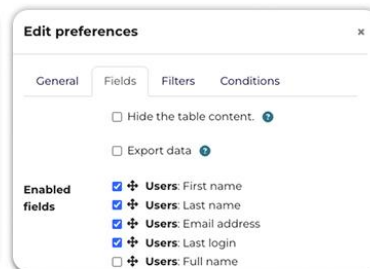 Edit preferences ×
General Fields Filters Conditions
Hide the table content. ?
Export data ?
Enabled fields
Users: First name
Users: Last name
Users: Email address
Users: Last login
Users: Full name